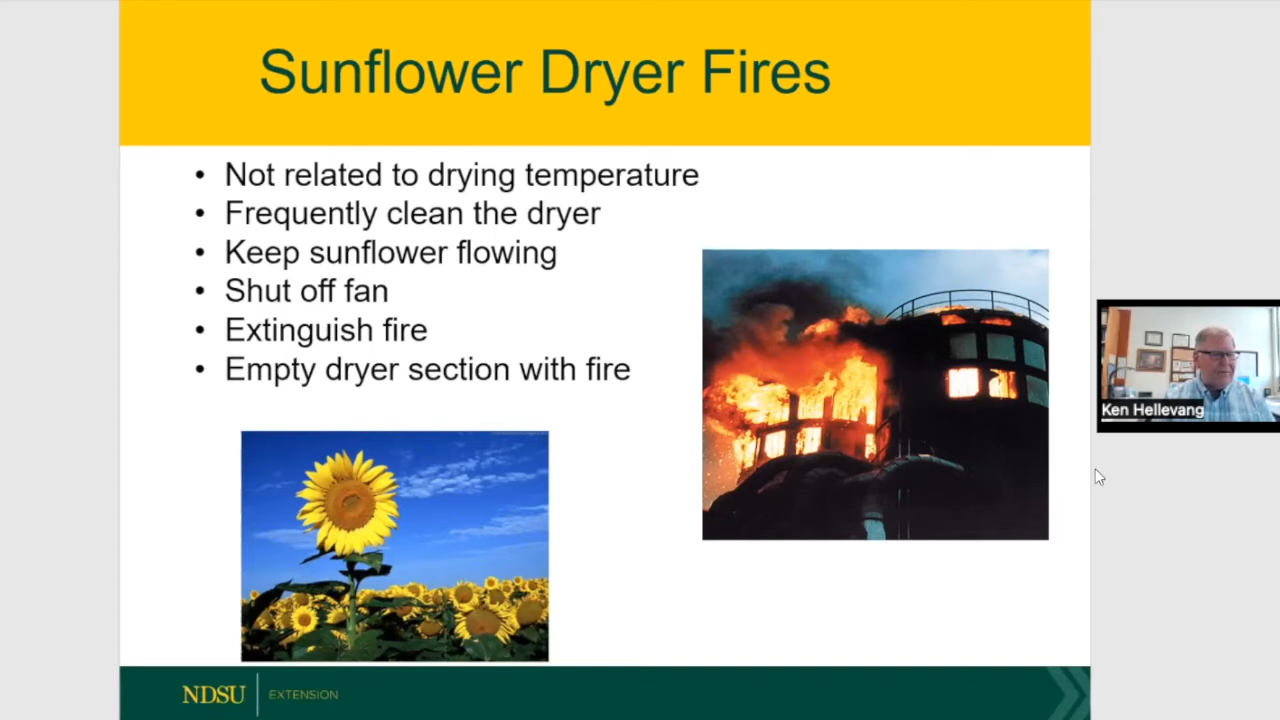 Sunflower Dryer Fires
• Not related to drying temperature
• Frequently clean the dryer
• Keep sunflower flowing
• Shut off fan
• Extinguish fire
• Empty dryer section with fire
Ken Hellevang
NDSU EXTENSION